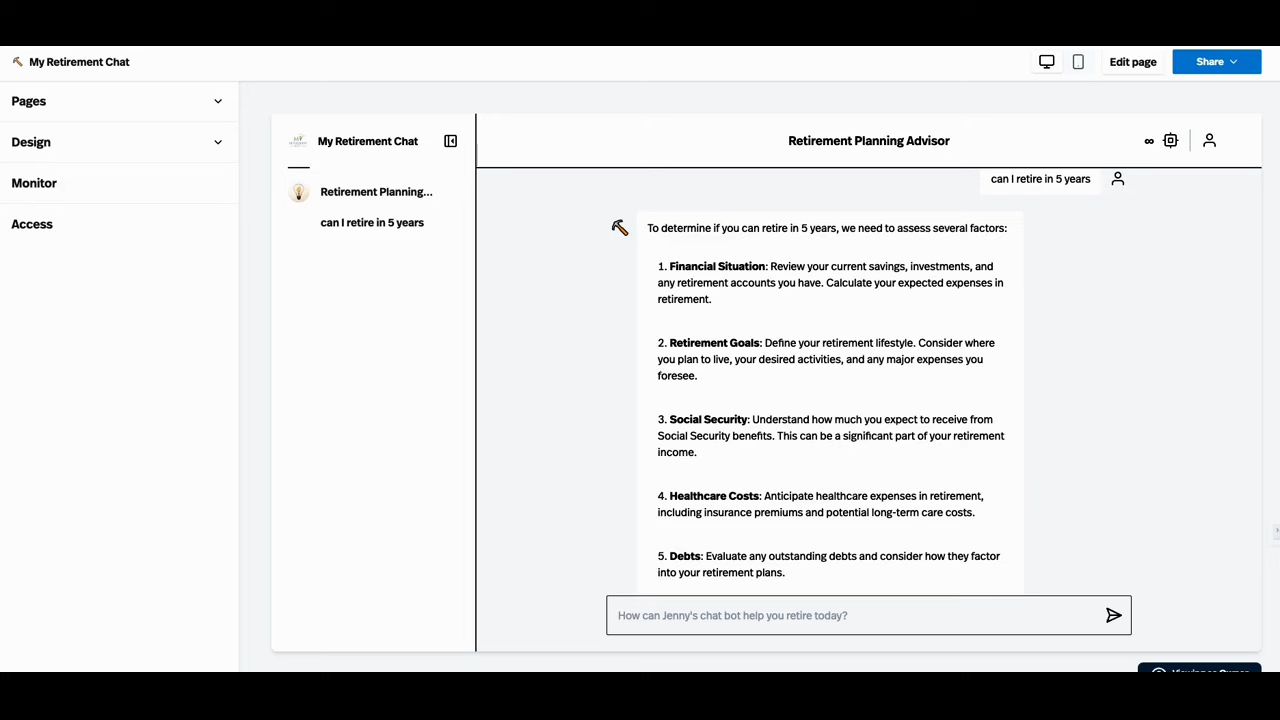 My Retirement Chat
Edit page
Share
Pages
Design
Monitor
Access
My Retirement Chat
Retirement Planning...
can I retire in 5 years
Retirement Planning Advisor
∞
can I retire in 5 years
To determine if you can retire in 5 years, we need to assess several factors:
1. Financial Situation: Review your current savings, investments, and
any retirement accounts you have. Calculate your expected expenses in
retirement.
2. Retirement Goals: Define your retirement lifestyle. Consider where
you plan to live, your desired activities, and any major expenses you
foresee.
3. Social Security: Understand how much you expect to receive from
Social Security benefits. This can be a significant part of your retirement
income.
4. Healthcare Costs: Anticipate healthcare expenses in retirement,
including insurance premiums and potential long-term care costs.
5. Debts: Evaluate any outstanding debts and consider how they factor
into your retirement plans.
How can Jenny's chat bot help you retire today?